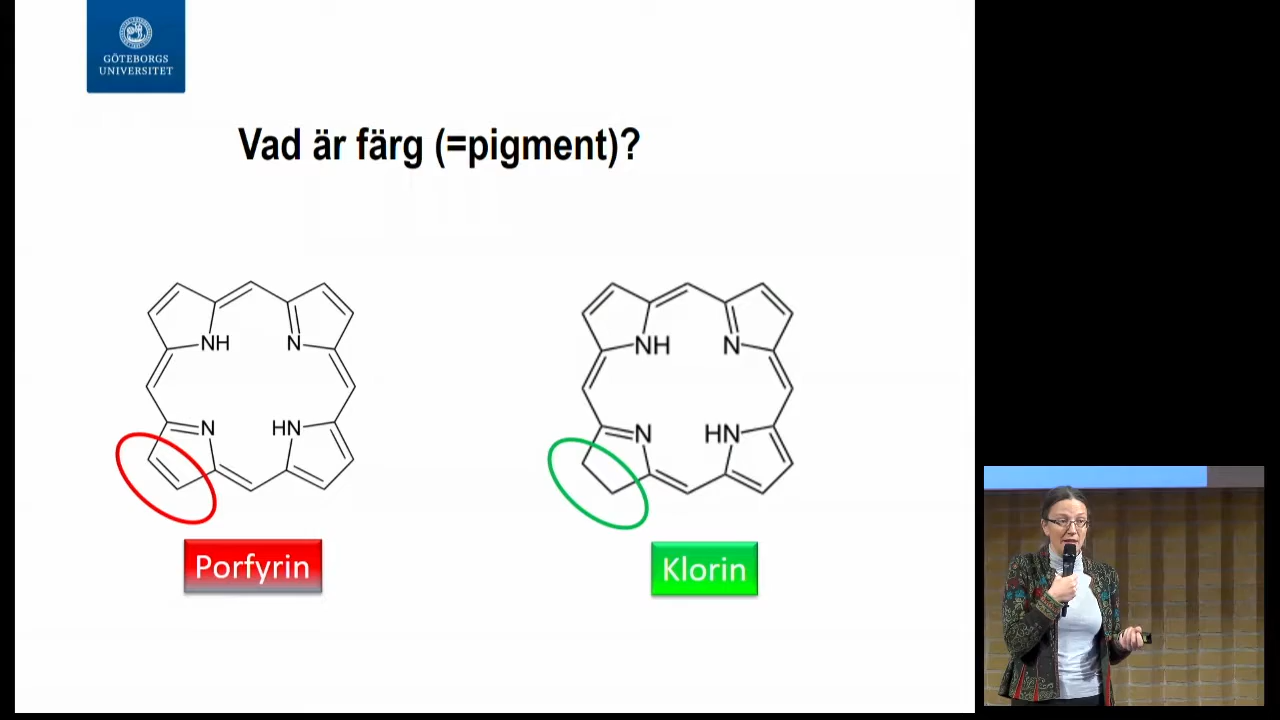 GÖTEBORGS
UNIVERSITET
Vad är färg (=pigment)?
NH N
N HN
Porfyrin
NH N
N HN
Klorin